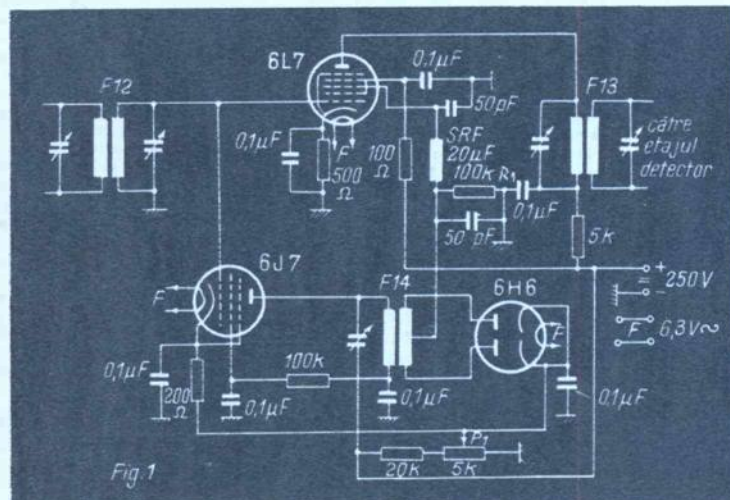 6L7
0,1µF
F12
F13
50pF
0,1µF
F
500
Ω
100
Ω
SRF
20µF
100k
R1
0,1µF
50 pF
către
etajul
detector
5k
6J7
F14
6H6
+
=
-
250V
F
F
F
6,3V~
0,1µF
200
Ω
0,1µF
100k
0,1µF
0,1µF
P1
20k
5k
Fig.1